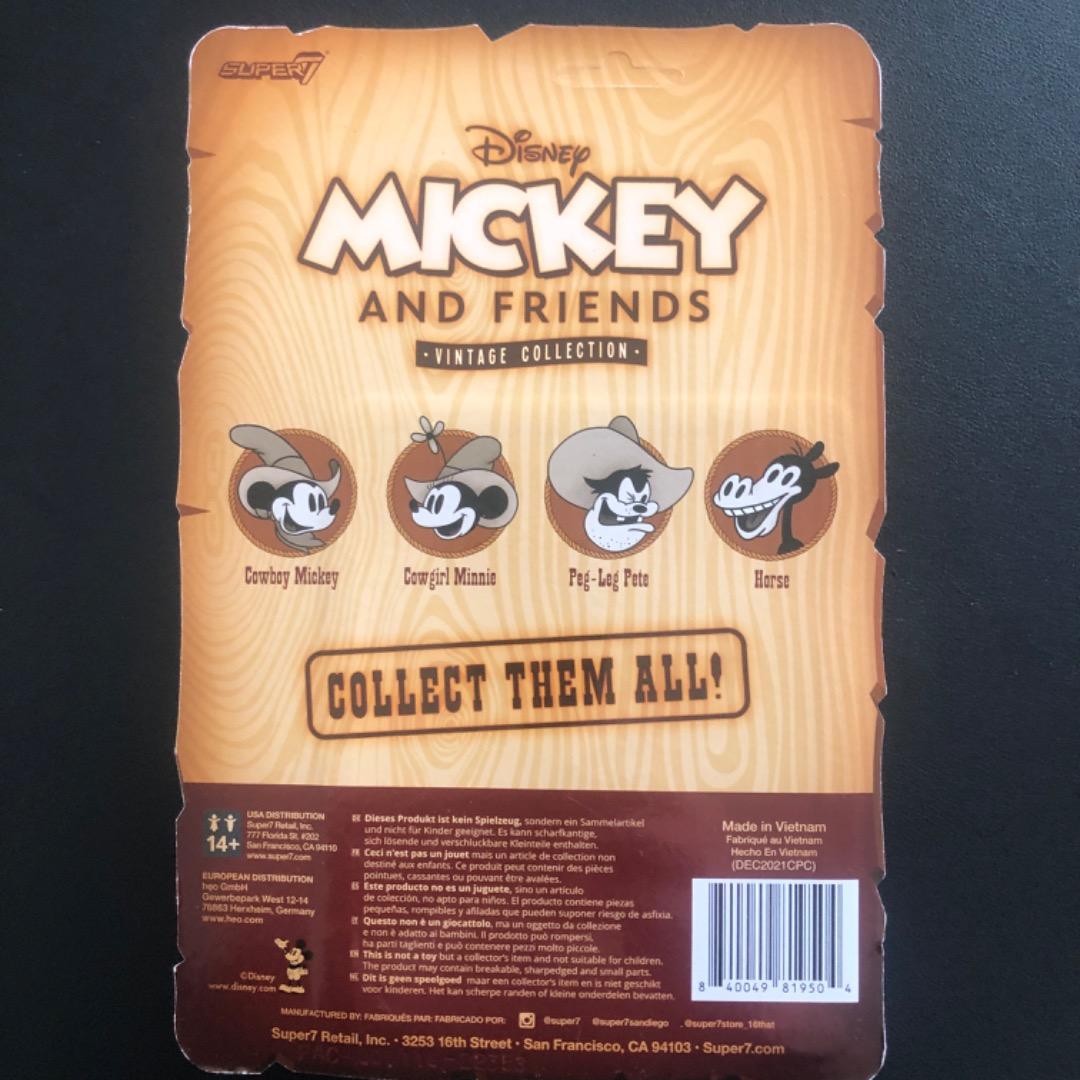 SUPER7
Disney
MICKEY
AND FRIENDS
· VINTAGE COLLECTION ·
Cowboy Mickey
Cowgirl Minnie
Peg-Leg Pete
Horse
COLLECT THEM ALL!
14+
USA DISTRIBUTION
Super7 Retail, Inc.
777 Florida St. #202
San Francisco, CA 94110
www.super7.com
EUROPEAN DISTRIBUTION
heo GmbH
Gewerbepark West 12-14
76863 Herxheim, Germany
www.heo.com
©Disney
www.disney.com
DE Dieses Produkt ist kein Spielzeug, sondern ein Sammelartikel
und nicht für Kinder geeignet. Es kann scharfkantige,
sich lösende und verschluckbare Kleinteile enthalten.
FR Ceci n'est pas un jouet mais un article de collection non
destiné aux enfants. Ce produit peut contenir des pièces
pointues, cassantes ou pouvant être avalées.
ES Este producto no es un juguete, sino un artículo
de colección, no apto para niños. El producto contiene piezas
pequeñas, rompibles y afiladas que pueden suponer riesgo de asfixia.
IT Questo non è un giocattolo, ma un oggetto da collezione
e non è adatto ai bambini. Il prodotto può rompersi,
ha parti taglienti e può contenere pezzi molto piccole.
EN This is not a toy but a collector's item and not suitable for children.
The product may contain breakable, sharpedged and small parts.
NL Dit is geen speelgoed maar een collector's item en is niet geschikt
voor kinderen. Het kan scherpe randen of kleine onderdelen bevatten.
Made in Vietnam
Fabriqué au Vietnam
Hecho En Vietnam
(DEC2021CPC)
8 40049 81950 4
MANUFACTURED BY: FABRIQUÉS PAR: FABRICADO POR: @super7 @super7sandiego . @super7store_16that
Super7 Retail, Inc. · 3253 16th Street · San Francisco, CA 94103 · Super7.com